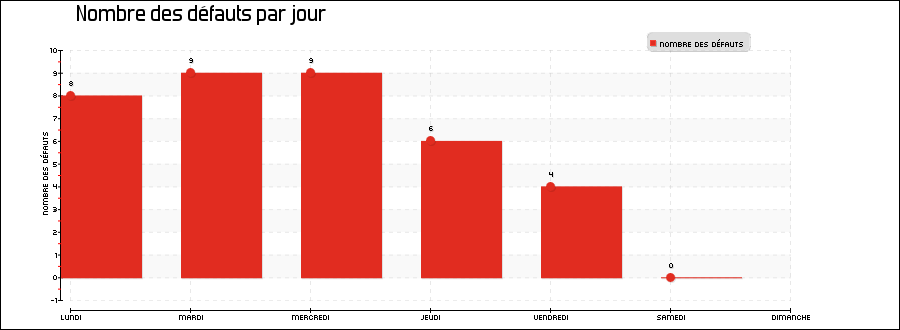 Nombre des défauts par jour
NOMBRE DES DÉFAUTS
NOMBRE DES DÉFAUTS
10
9
8
7
6
5
4
3
2
1
0
-1
8
9
9
6
4
0
LUNDI
MARDI
MERCREDI
JEUDI
VENDREDI
SAMEDI
DIMANCHE